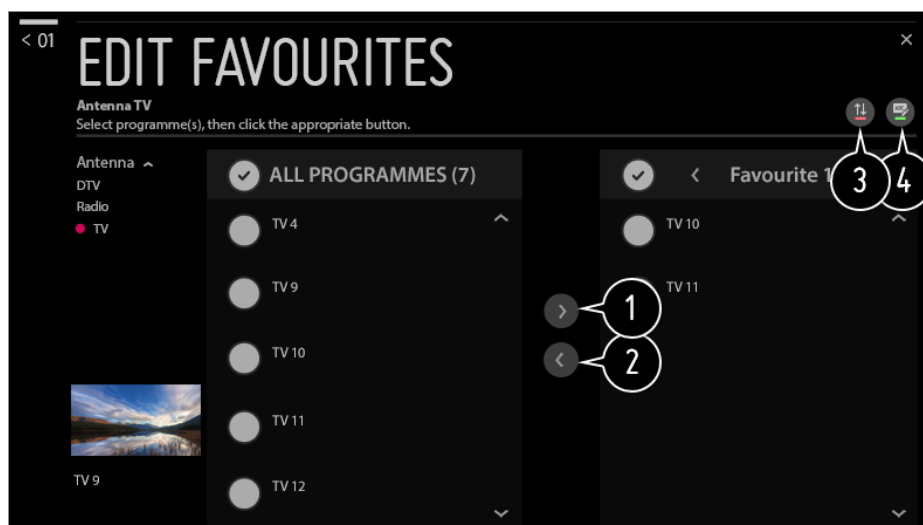 < 01
EDIT FAVOURITES
Antenna TV
Select programme(s), then click the appropriate button.
Antenna
DTV
Radio
TV
TV 9
ALL PROGRAMMES (7)
TV 4
TV 9
TV 10
TV 11
TV 12
1
2
Favourite 1
TV 10
TV 11
3
4